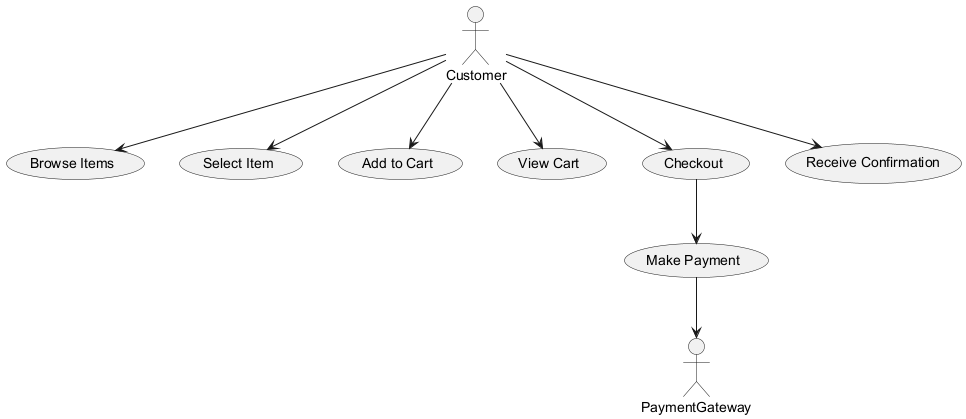 Customer
Browse Items
Select Item
Add to Cart
View Cart
Checkout
Receive Confirmation
Make Payment
PaymentGateway